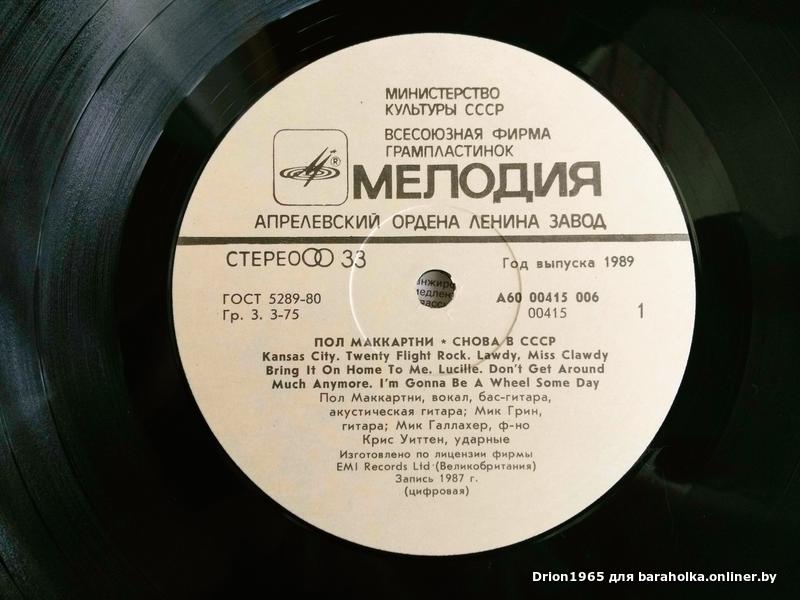 МИНИСТЕРСТВО
КУЛЬТУРЫ СССР
ВСЕСОЮЗНАЯ ФИРМА
ГРАМПЛАСТИНОК
®
МЕЛОДИЯ
АПРЕЛЕВСКИЙ ОРДЕНА ЛЕНИНА ЗАВОД
СТЕРЕО 33
Год выпуска 1989
ГОСТ 5289-80
Гр. 3. 3-75
А60 00415 006
00415
1
ПОЛ МАККАРТНИ * СНОВА В СССР
Kansas City. Twenty Flight Rock. Lawdy, Miss Clawdy
Bring It On Home To Me. Lucille. Don't Get Around
Much Anymore. I'm Gonna Be A Wheel Some Day
Пол Маккартни, вокал, бас-гитара,
акустическая гитара; Мик Грин,
гитара; Мик Галлахер, ф-но
Крис Уиттен, ударные
Изготовлено по лицензии фирмы
EMI Records Ltd (Великобритания)
Запись 1987 г.
(цифровая)
Drion1965 для baraholka.onliner.by